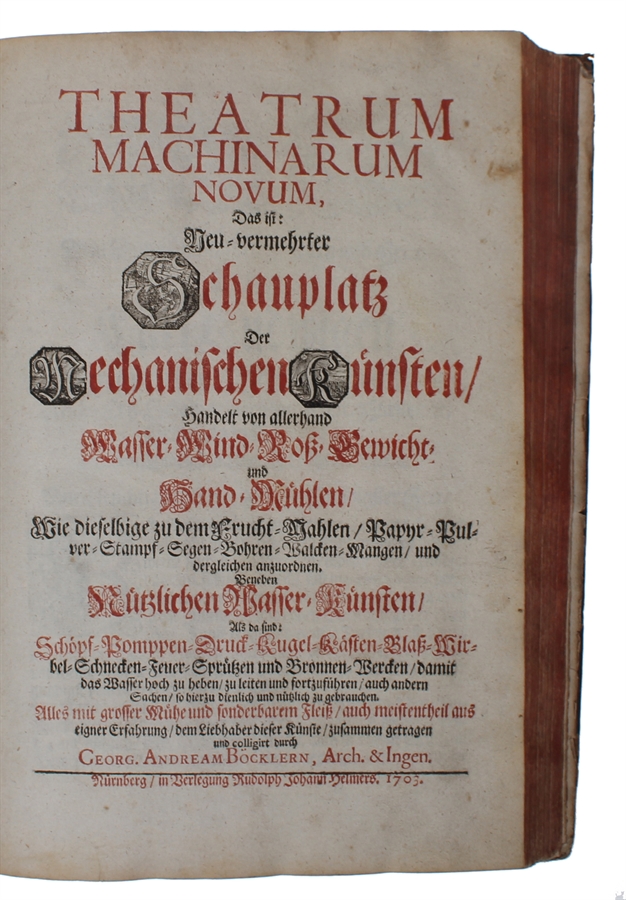 THEATRUM
MACHINARUM
NOVUM,
Das ist:
Neu-vermehrter
Schauplatz
Der
Mechanischen Künsten/
Handelt von allerhand
Wasser-Wind-Roß-Gewicht-
und
Hand-Mühlen/
Wie dieselbige zu dem Frucht-Mahlen/Papyr-Pul-
ver-Stampf-Segen-Bohren-Walcken-Mangen/und
dergleichen anzuordnen.
Beneben
Nützlichen Wasser-Künsten/
Als da sind:
Schöpf-Pomppen-Druck-Kugel-Kästen-Blaß-Wir-
bel-Schnecken-Feuer-Sprützen und Bronnen-Wercken/damit
das Wasser hoch zu heben/zu leiten und fortzuführen/auch andern
Sachen/so hierzu dienlich und nützlich zu gebrauchen.
Alles mit grosser Mühe und sonderbarem Fleiß/auch meistentheil aus
eigner Erfahrung/dem Liebhaber dieser Künste/zusammen getragen
und colligirt durch
GEORG. ANDREAM BÖCKLERN, Arch. & Ingen.
Nürnberg/in Verlegung Rudolph Johann Helmers. 1703.